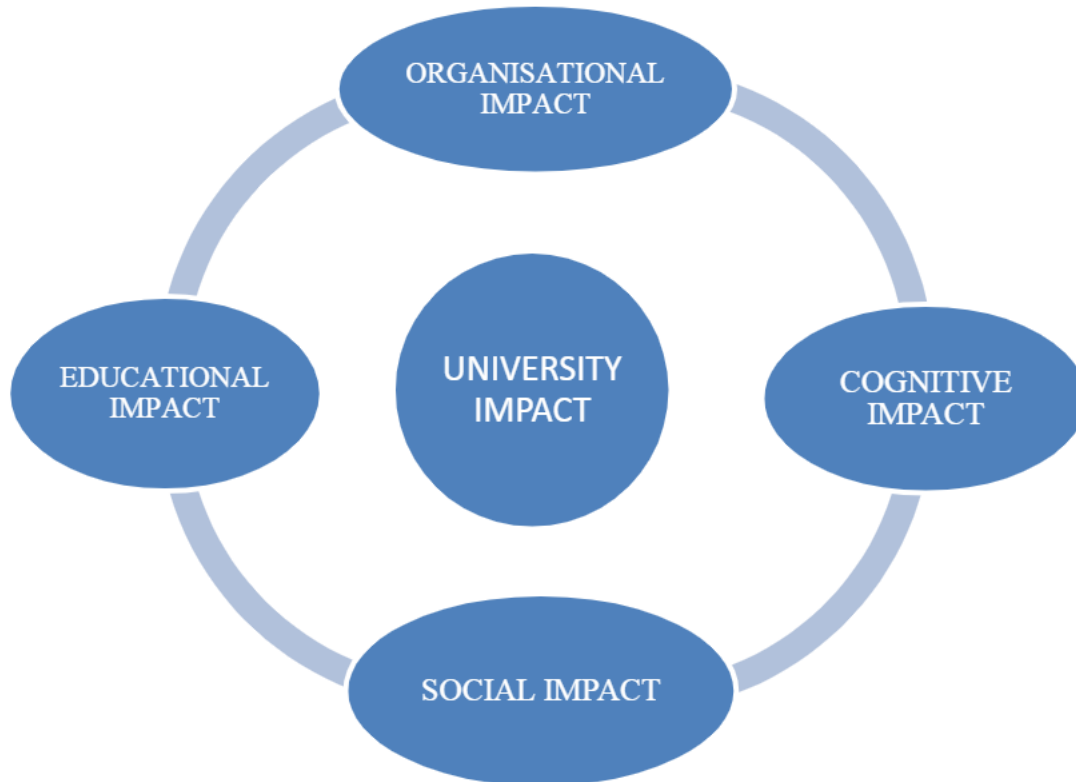 ORGANISATIONAL
IMPACT
EDUCATIONAL
IMPACT
UNIVERSITY
IMPACT
COGNITIVE
IMPACT
SOCIAL IMPACT